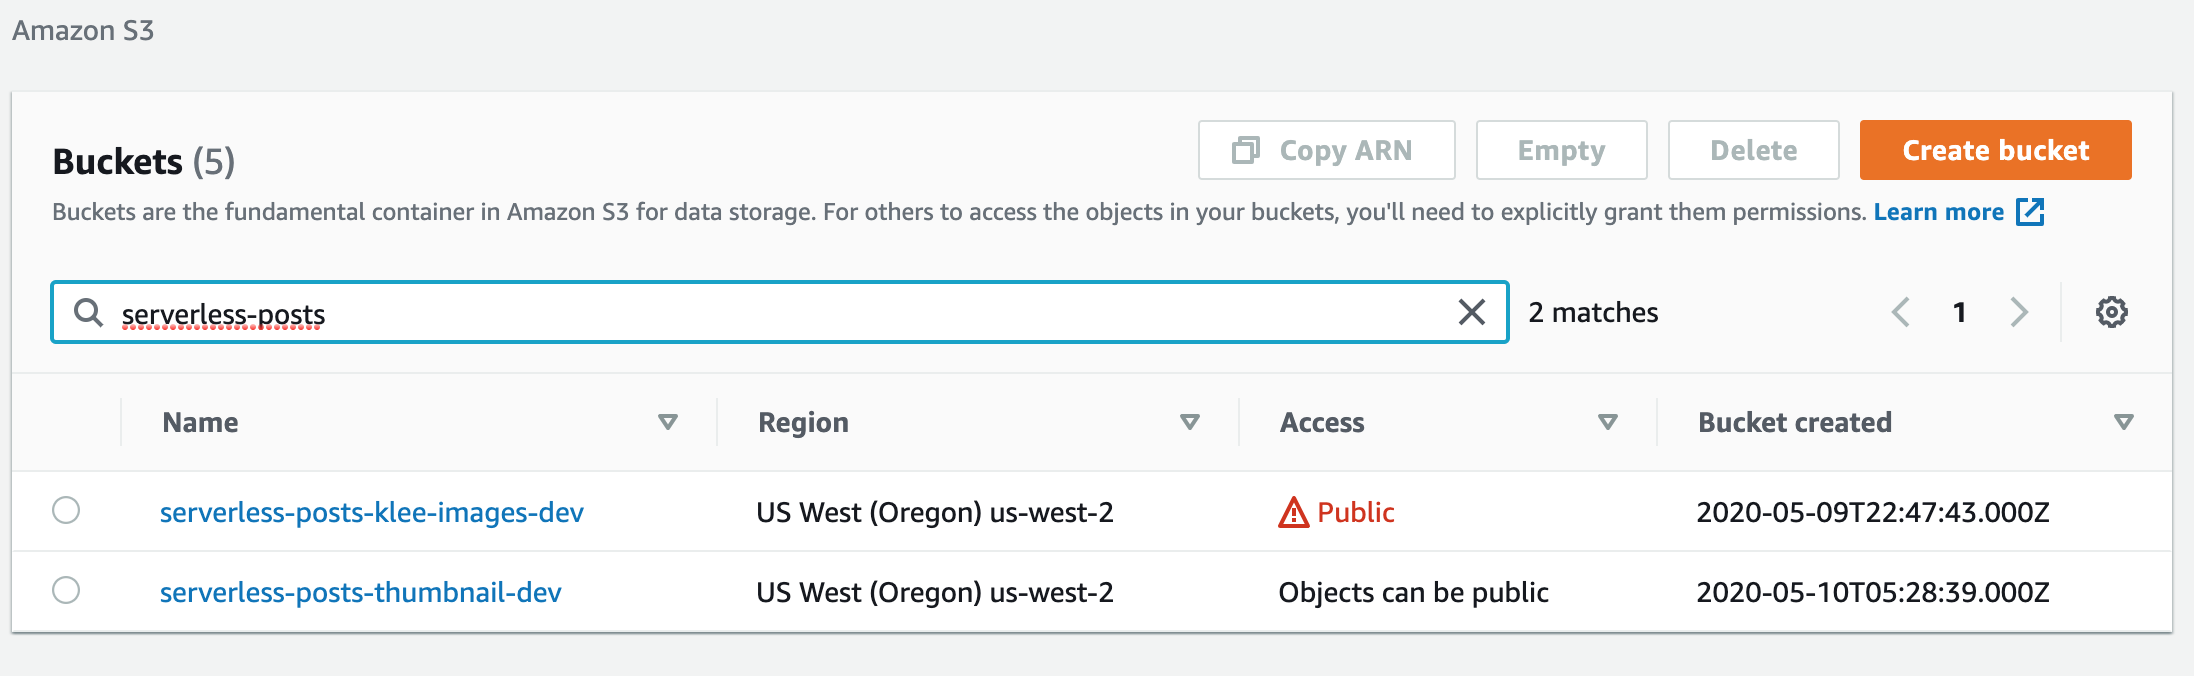 Amazon S3
Buckets (5)
Copy ARN Empty Delete Create bucket
Buckets are the fundamental container in Amazon S3 for data storage. For others to access the objects in your buckets, you'll need to explicitly grant them permissions. Learn more
serverless-posts 2 matches 1
Name Region Access Bucket created
serverless-posts-klee-images-dev US West (Oregon) us-west-2 Public 2020-05-09T22:47:43.000Z
serverless-posts-thumbnail-dev US West (Oregon) us-west-2 Objects can be public 2020-05-10T05:28:39.000Z